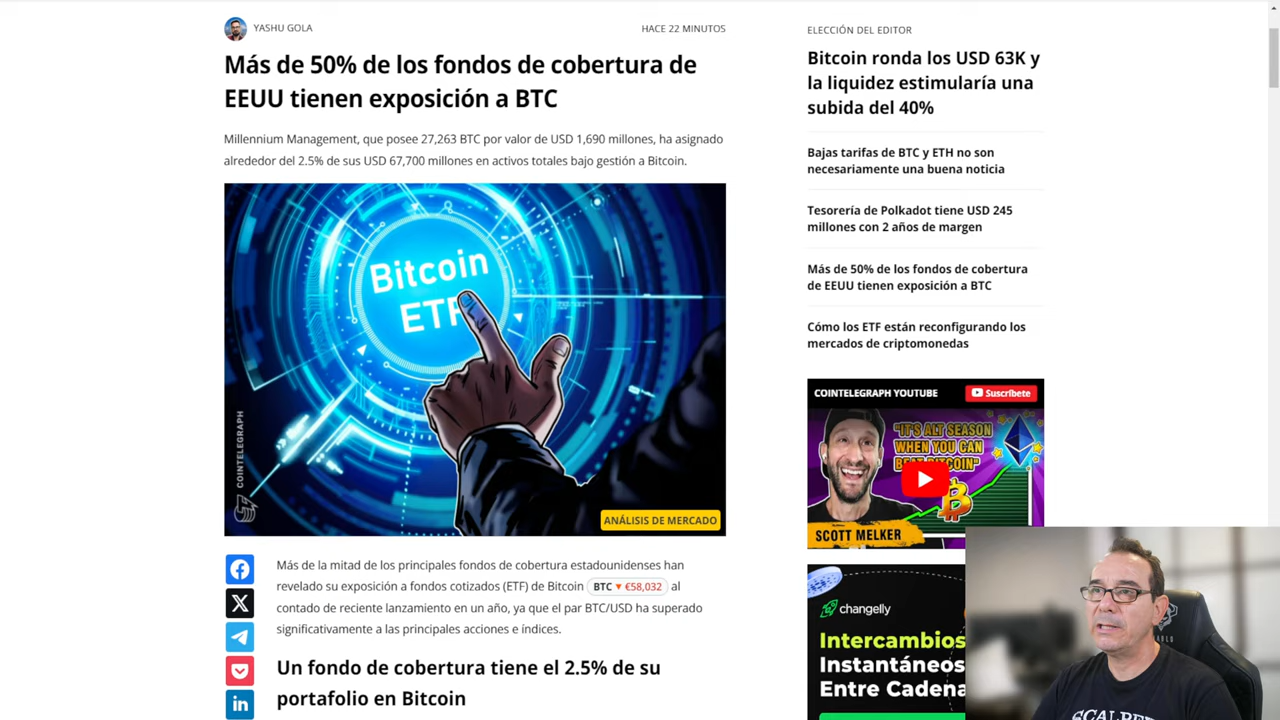 YASHU GOLA
HACE 22 MINUTOS
Más de 50% de los fondos de cobertura de
EEUU tienen exposición a BTC
Millennium Management, que posee 27,263 BTC por valor de USD 1,690 millones, ha asignado
alrededor del 2.5% de sus USD 67,700 millones en activos totales bajo gestión a Bitcoin.
Bitcoin
ETF
COINTELEGRAPH
ANÁLISIS DE MERCADO
Más de la mitad de los principales fondos de cobertura estadounidenses han
revelado su exposición a fondos cotizados (ETF) de Bitcoin BTC ▼ €58,032 al
contado de reciente lanzamiento en un año, ya que el par BTC/USD ha superado
significativamente a las principales acciones e índices.
Un fondo de cobertura tiene el 2.5% de su
portafolio en Bitcoin
ELECCIÓN DEL EDITOR
Bitcoin ronda los USD 63K y
la liquidez estimularía una
subida del 40%
Bajas tarifas de BTC y ETH no son
necesariamente una buena noticia
Tesorería de Polkadot tiene USD 245
millones con 2 años de margen
Más de 50% de los fondos de cobertura
de EEUU tienen exposición a BTC
Cómo los ETF están reconfigurando los
mercados de criptomonedas
COINTELEGRAPH YOUTUBE
Suscríbete
"IT'S ALT SEASON
WHEN YOU CAN
BEAT BITCOIN"
SCOTT MELKER
changelly
Intercambios
Instantáneos
Entre Cadena